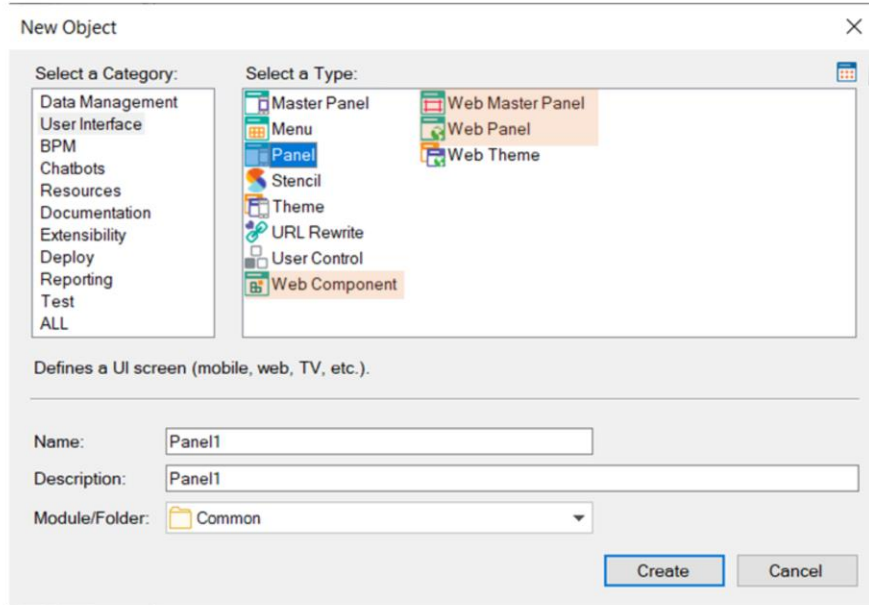 New Object
Select a Category:
Data Management
User Interface
BPM
Chatbots
Resources
Documentation
Extensibility
Deploy
Reporting
Test
ALL
Select a Type:
Master Panel
Menu
Panel
Stencil
Theme
URL Rewrite
User Control
Web Component
Web Master Panel
Web Panel
Web Theme
Defines a UI screen (mobile, web, TV, etc.).
Name: Panel1
Description: Panel1
Module/Folder: Common
Create Cancel